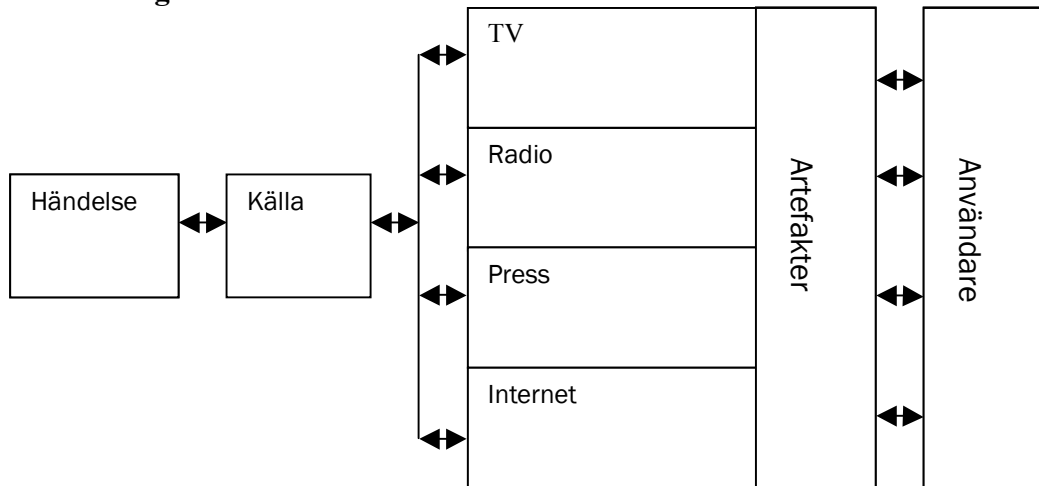 TV
Radio
Händelse
Källa
Press
Internet
Artefakter
Användare